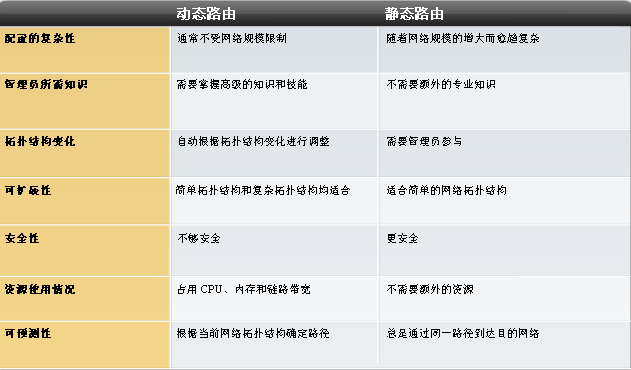 动态路由 静态路由
配置的复杂性 通常不受网络规模限制 随着网络规模的增大而愈趋复杂
管理员所需知识 需要掌握高级的知识和技能 不需要额外的专业知识
拓扑结构变化 自动根据拓扑结构变化进行调整 需要管理员参与
可扩展性 简单拓扑结构和复杂拓扑结构均适合 适合简单的网络拓扑结构
安全性 不够安全 更安全
资源使用情况 占用 CPU、内存和链路带宽 不需要额外的资源
可预测性 根据当前网络拓扑结构确定路径 总是通过同一路径到达目的网络